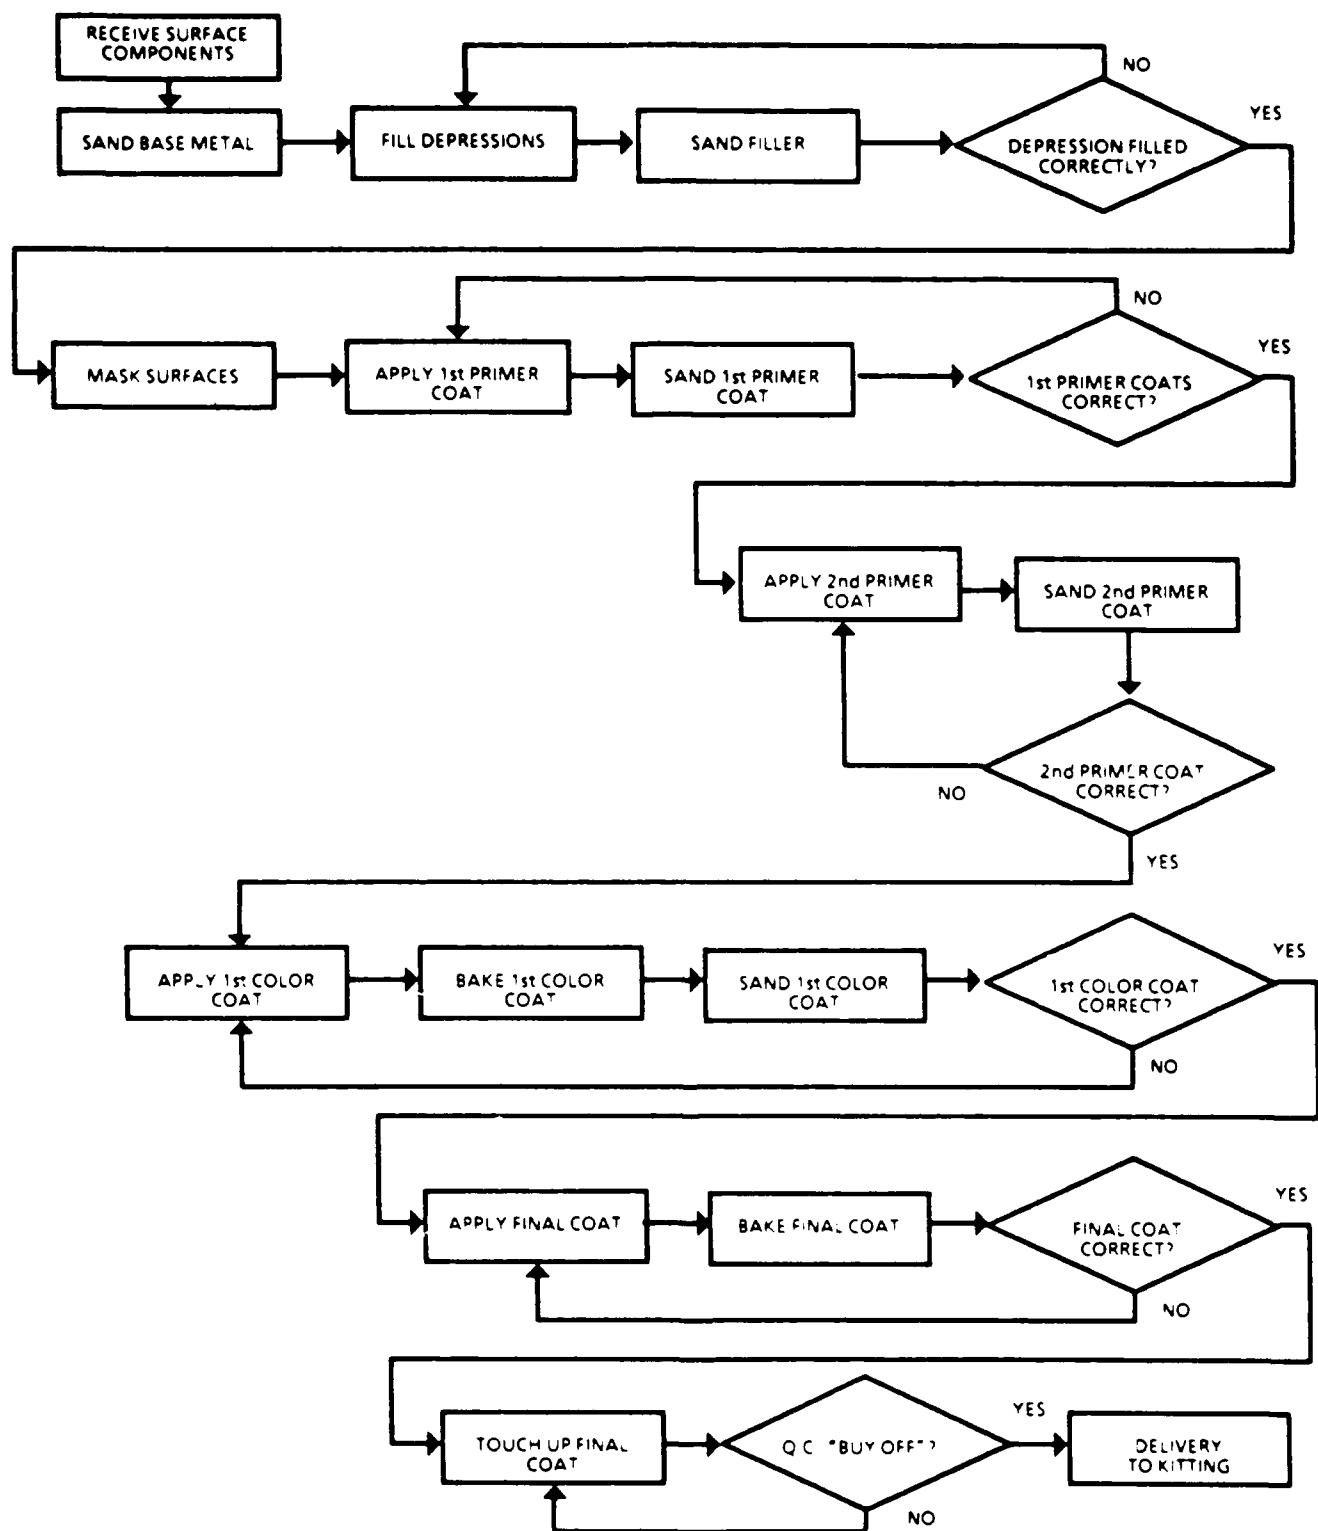 RECEIVE SURFACE
COMPONENTS
SAND BASE METAL
FILL DEPRESSIONS
SAND FILLER
DEPRESSION FILLED
CORRECTLY?
NO
YES
MASK SURFACES
APPLY 1st PRIMER
COAT
SAND 1st PRIMER
COAT
1st PRIMER COATS
CORRECT?
NO
YES
APPLY 2nd PRIMER
COAT
SAND 2nd PRIMER
COAT
2nd PRIMER COAT
CORRECT?
NO
YES
APPLY 1st COLOR
COAT
BAKE 1st COLOR
COAT
SAND 1st COLOR
COAT
1st COLOR COAT
CORRECT?
YES
NO
APPLY FINAL COAT
BAKE FINAL COAT
FINAL COAT
CORRECT?
YES
NO
TOUCH UP FINAL
COAT
Q C "BUY OFF"?
YES
NO
DELIVERY
TO KITTING